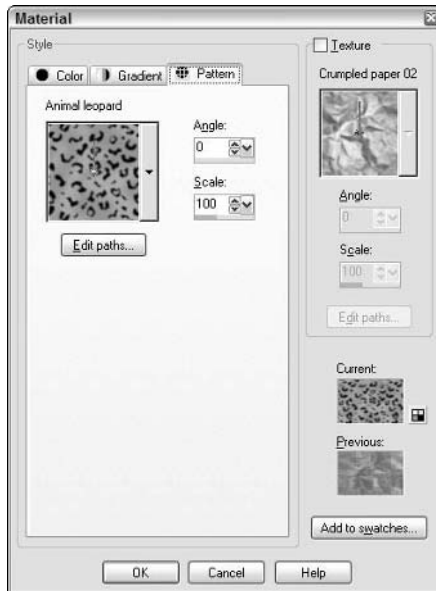 Material
Style
Color
Gradient
Pattern
Animal leopard
Angle:
0
Scale:
100
Edit paths...
Texture
Crumpled paper 02
Angle:
0
Scale:
100
Edit paths...
Current:
Previous:
Add to swatches...
OK
Cancel
Help